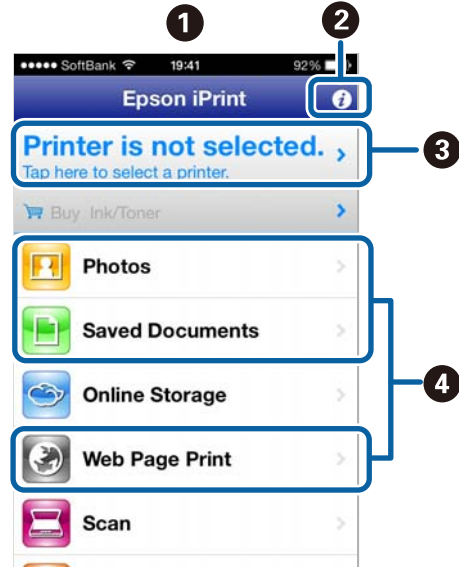 1
2
●●●●● SoftBank 19:41 92%
Epson iPrint
i
Printer is not selected.
Tap here to select a printer.
3
Buy Ink/Toner
Photos
Saved Documents
4
Online Storage
Web Page Print
Scan